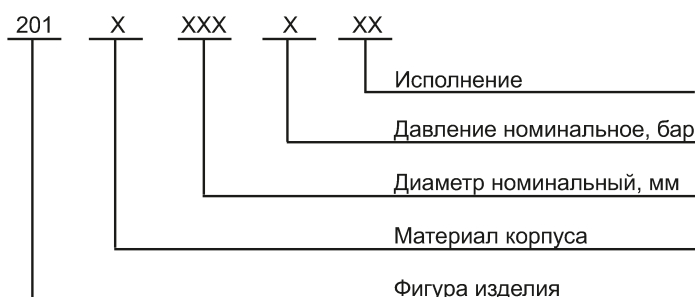 201 X XXX X XX
Исполнение
Давление номинальное, бар
Диаметр номинальный, мм
Материал корпуса
Фигура изделия